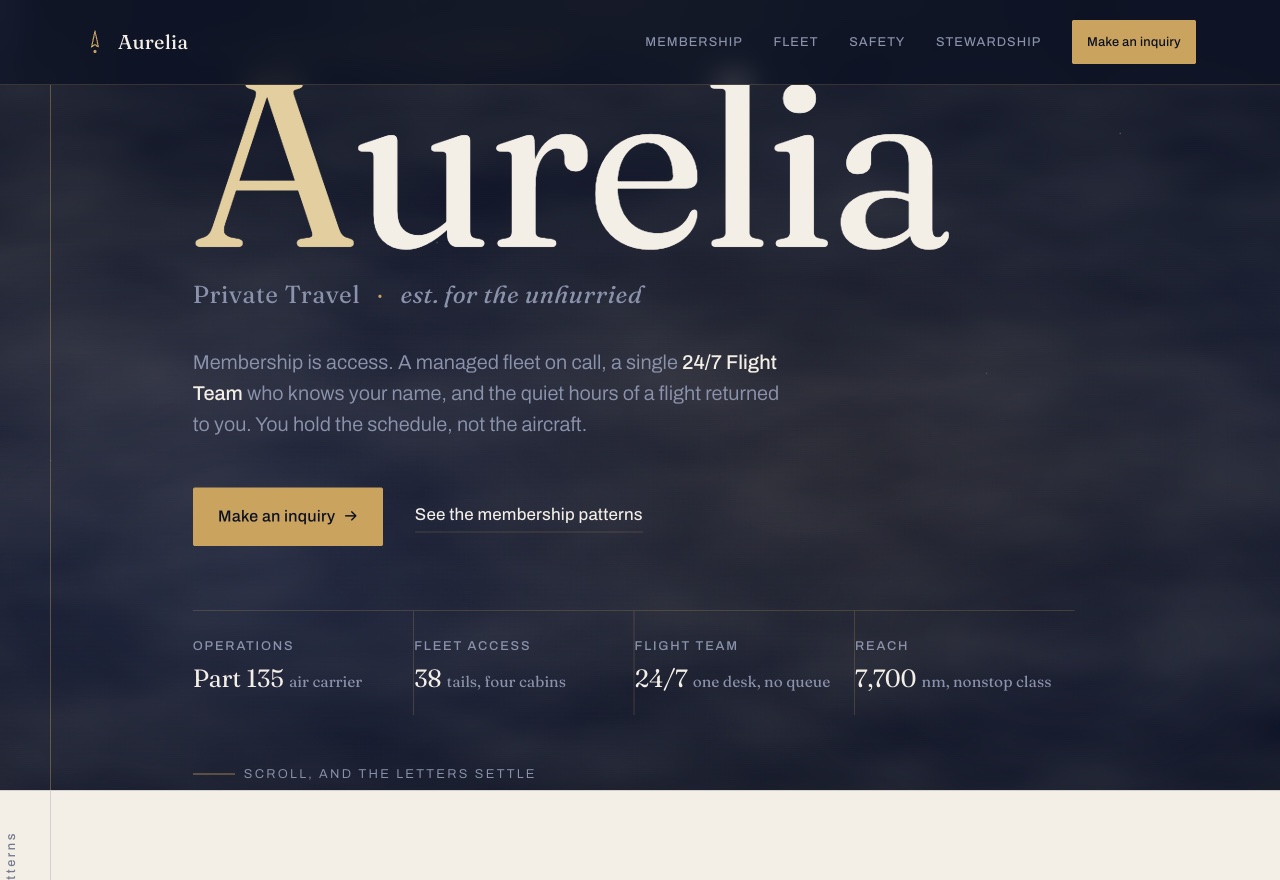 Aurelia
MEMBERSHIP FLEET SAFETY STEWARDSHIP Make an inquiry
Aurelia
Private Travel · est. for the unhurried
Membership is access. A managed fleet on call, a single 24/7 Flight
Team who knows your name, and the quiet hours of a flight returned
to you. You hold the schedule, not the aircraft.
Make an inquiry → See the membership patterns
OPERATIONS FLEET ACCESS FLIGHT TEAM REACH
Part 135 air carrier 38 tails, four cabins 24/7 one desk, no queue 7,700 nm, nonstop class
SCROLL, AND THE LETTERS SETTLE